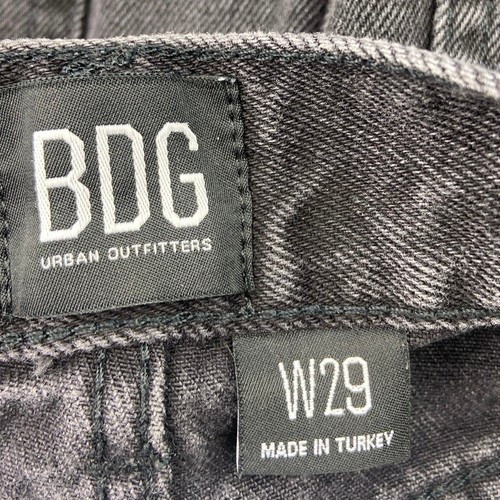 BDG
URBAN OUTFITTERS
W29
MADE IN TURKEY